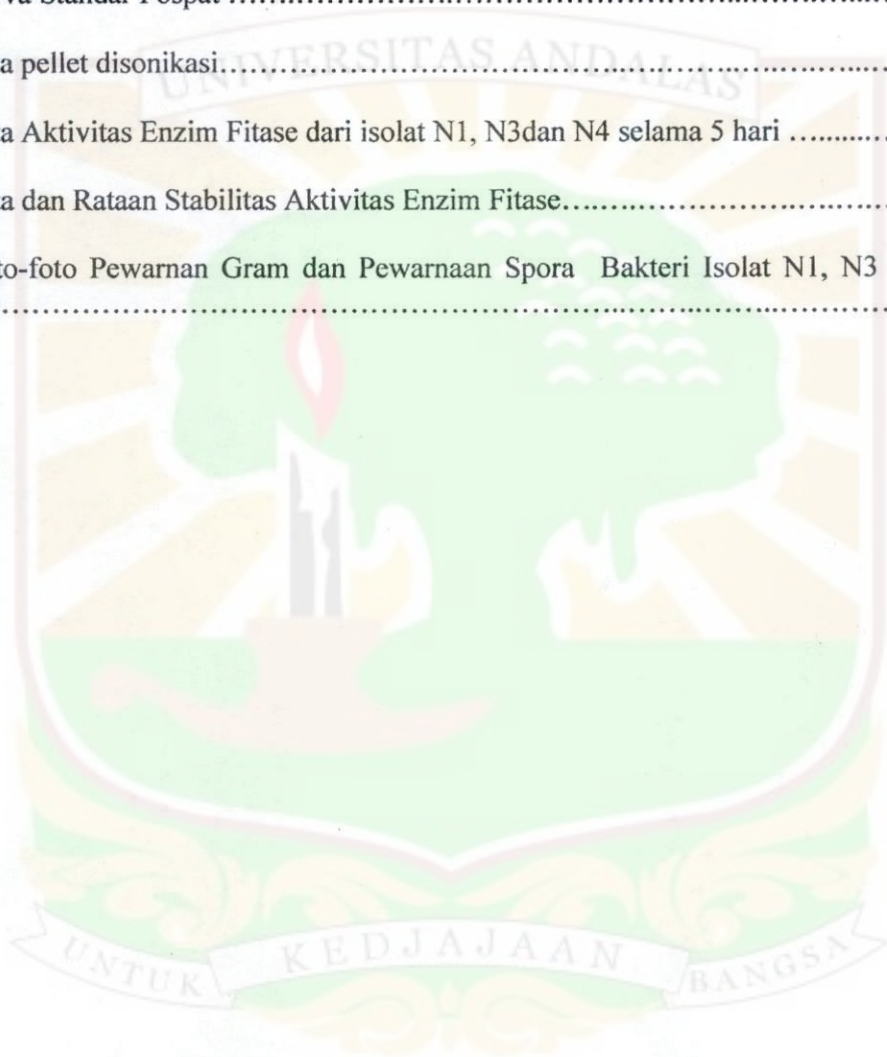 va Standar Fospat ........................................................................
UNIVERSITAS ANDALAS
a pellet disonikasi........................................................................
a Aktivitas Enzim Fitase dari isolat N1, N3dan N4 selama 5 hari ............
a dan Rataan Stabilitas Aktivitas Enzim Fitase....................................
to-foto Pewarnan Gram dan Pewarnaan Spora Bakteri Isolat N1, N3
........................................................................................................
UNTUK KEDJAJAAN BANGSA